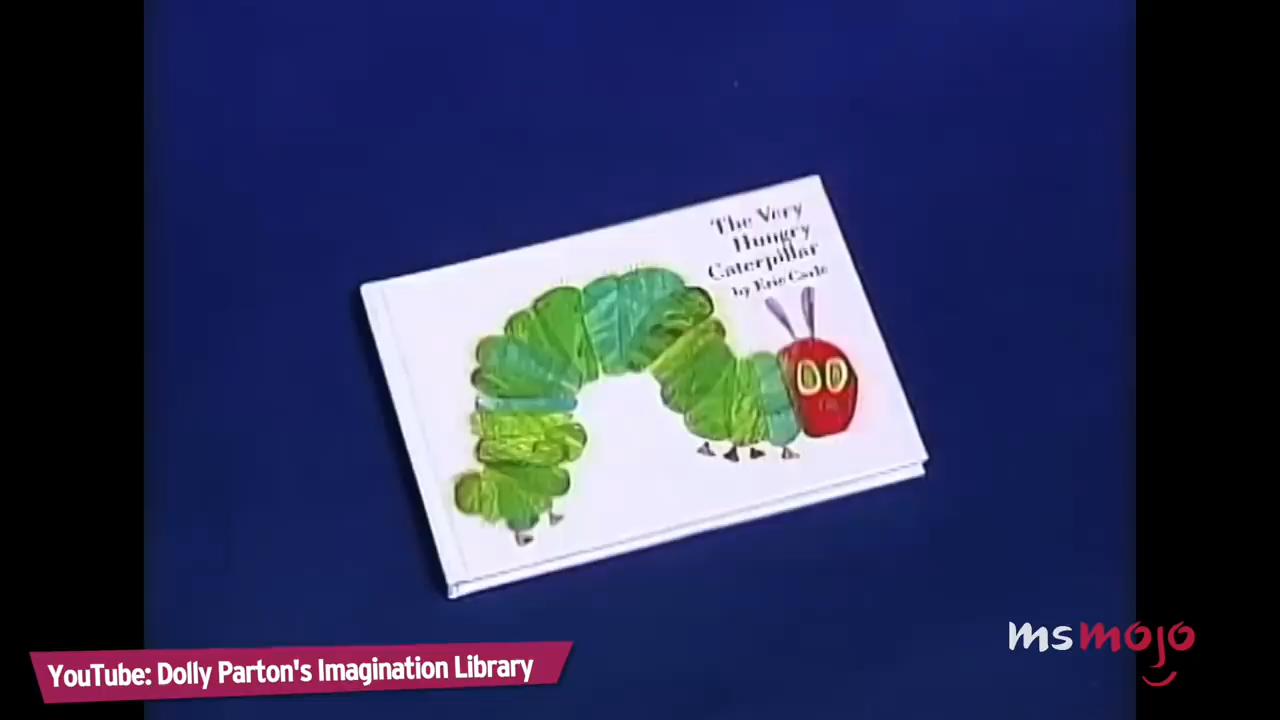 The Very
Hungry
Caterpillar
by Eric Carle
YouTube: Dolly Parton's Imagination Library
msmojo